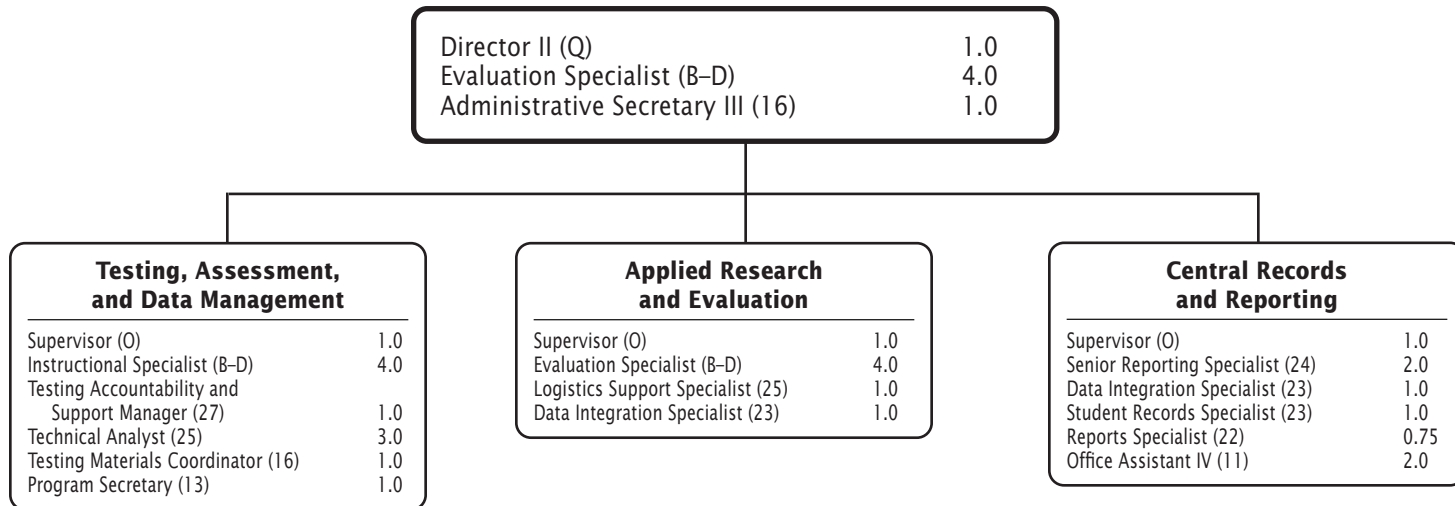 Director II (Q) 1.0
Evaluation Specialist (B–D) 4.0
Administrative Secretary III (16) 1.0
Testing, Assessment,
and Data Management
Supervisor (O) 1.0
Instructional Specialist (B–D) 4.0
Testing Accountability and
Support Manager (27) 1.0
Technical Analyst (25) 3.0
Testing Materials Coordinator (16) 1.0
Program Secretary (13) 1.0
Applied Research
and Evaluation
Supervisor (O) 1.0
Evaluation Specialist (B–D) 4.0
Logistics Support Specialist (25) 1.0
Data Integration Specialist (23) 1.0
Central Records
and Reporting
Supervisor (O) 1.0
Senior Reporting Specialist (24) 2.0
Data Integration Specialist (23) 1.0
Student Records Specialist (23) 1.0
Reports Specialist (22) 0.75
Office Assistant IV (11) 2.0